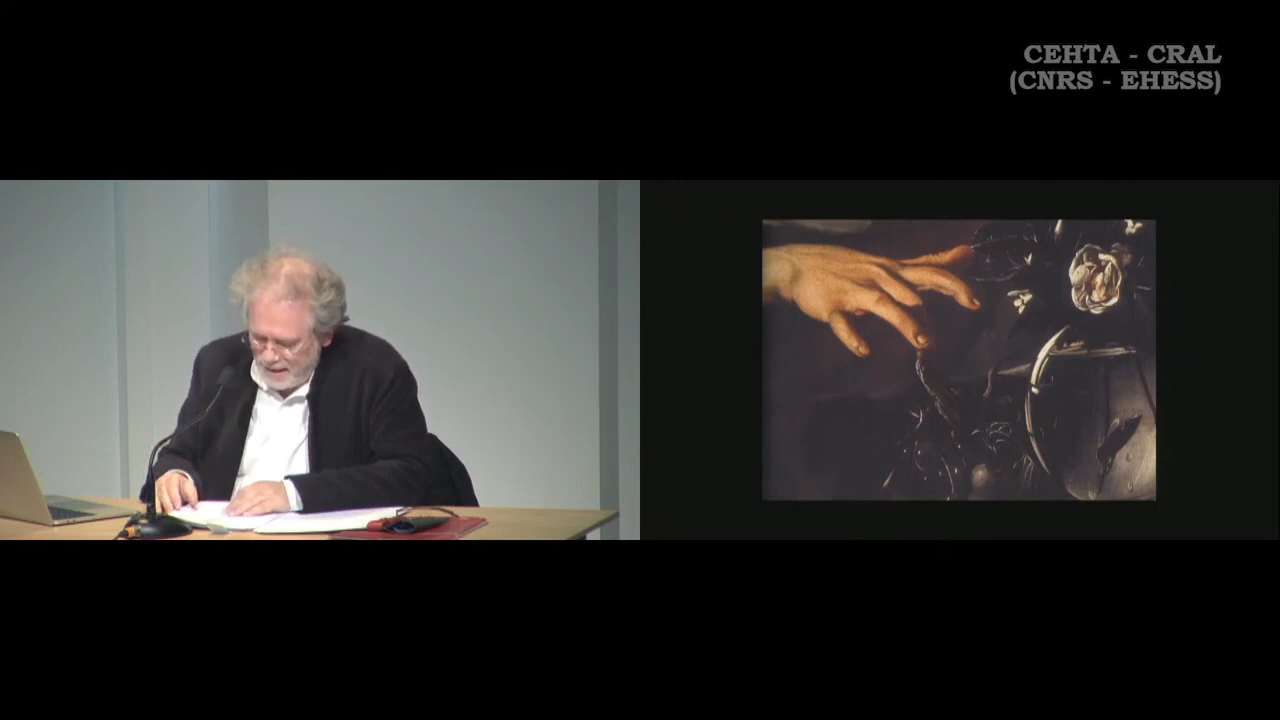 CEHTA - CRAL
(CNRS - EHESS)